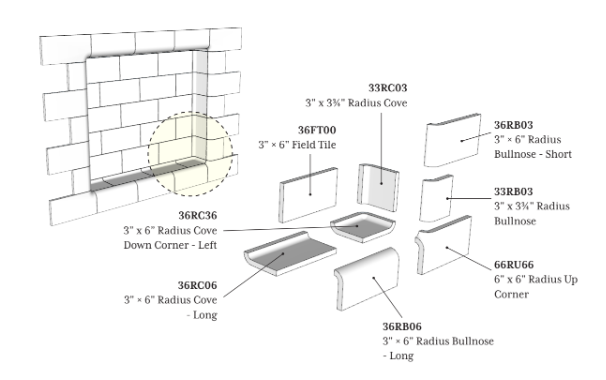 33RC03
3" x 3¾" Radius Cove
36FT00
3" × 6" Field Tile
36RB03
3" × 6" Radius
Bullnose - Short
33RB03
3" x 3¾" Radius
Bullnose
36RC36
3" x 6" Radius Cove
Down Corner - Left
66RU66
6" x 6" Radius Up
Corner
36RC06
3" × 6" Radius Cove
- Long
36RB06
3" × 6" Radius Bullnose
- Long